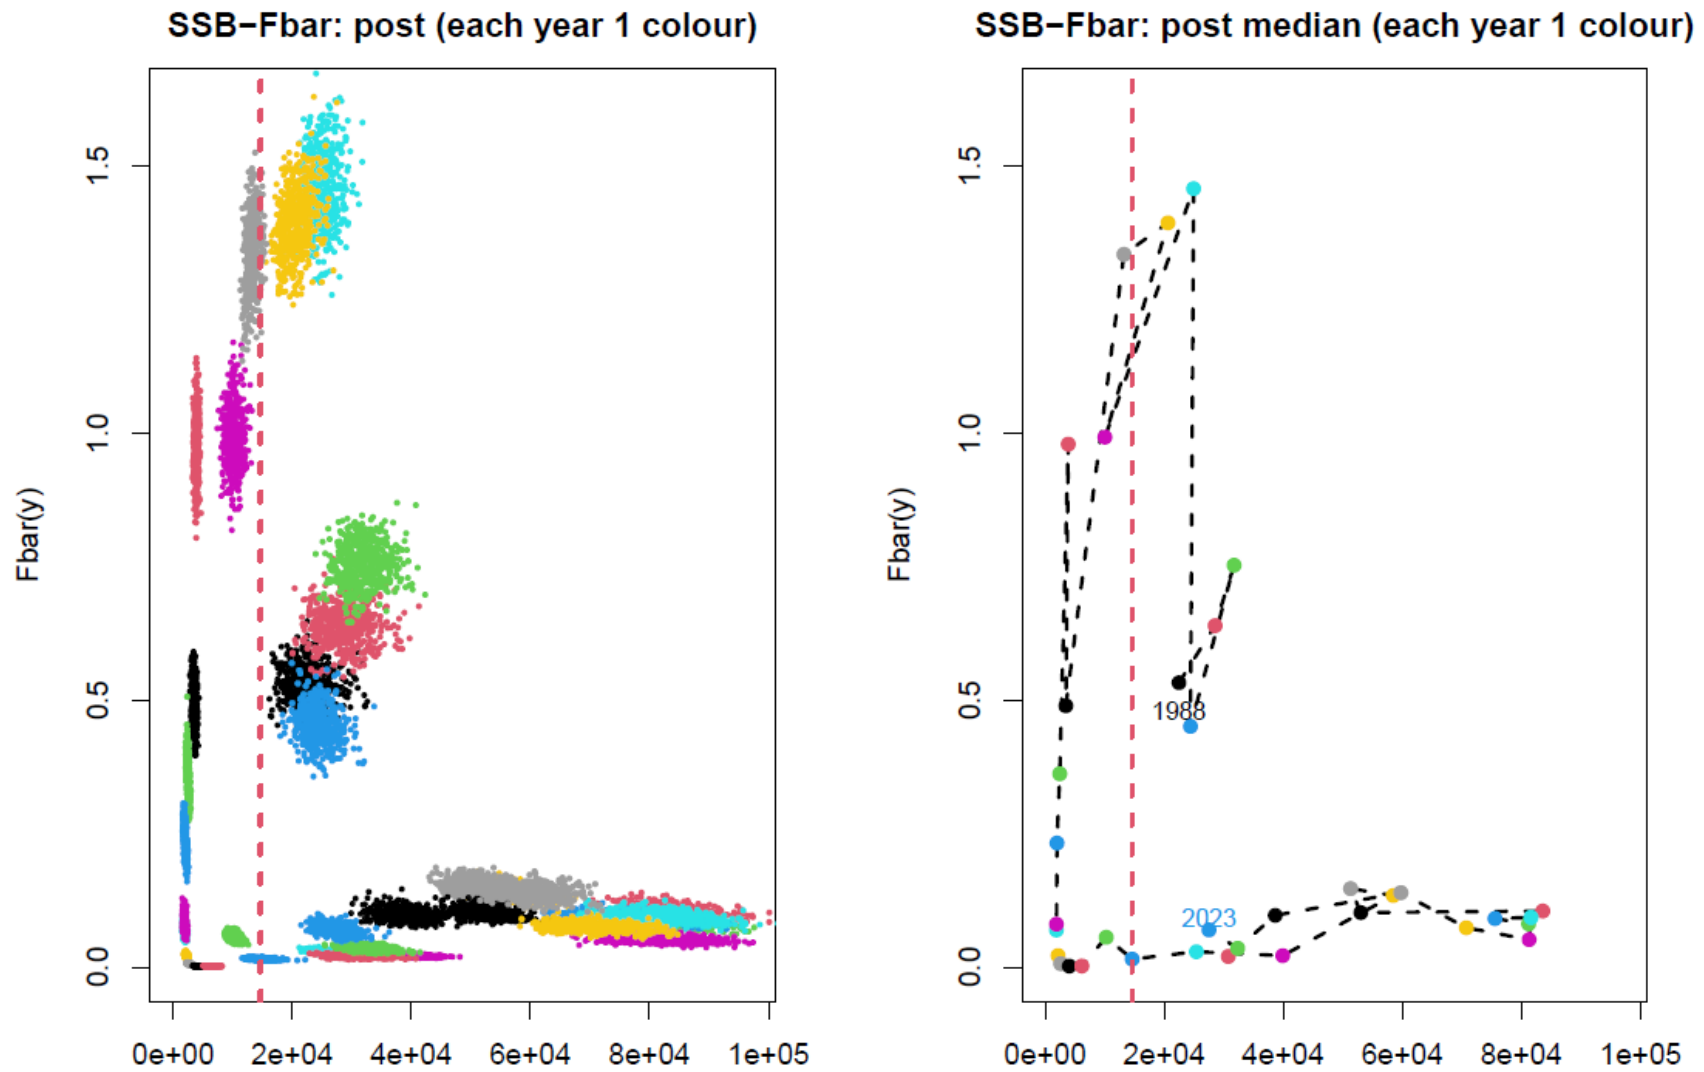 SSB−Fbar: post (each year 1 colour)
Fbar(y)
0.0
0.5
1.0
1.5
0e+00 2e+04 4e+04 6e+04 8e+04 1e+05
SSB−Fbar: post median (each year 1 colour)
Fbar(y)
0.0
0.5
1.0
1.5
1988
2023
0e+00 2e+04 4e+04 6e+04 8e+04 1e+05